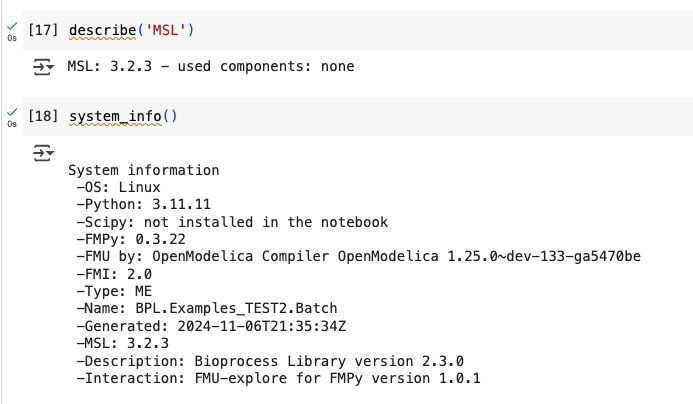 [17] describe('MSL')
0s
MSL: 3.2.3 – used components: none
[18] system_info()
0s
System information
-OS: Linux
-Python: 3.11.11
-Scipy: not installed in the notebook
-FMPy: 0.3.22
-FMU by: OpenModelica Compiler OpenModelica 1.25.0~dev-133-ga5470be
-FMI: 2.0
-Type: ME
-Name: BPL.Examples_TEST2.Batch
-Generated: 2024-11-06T21:35:34Z
-MSL: 3.2.3
-Description: Bioprocess Library version 2.3.0
-Interaction: FMU-explore for FMPy version 1.0.1